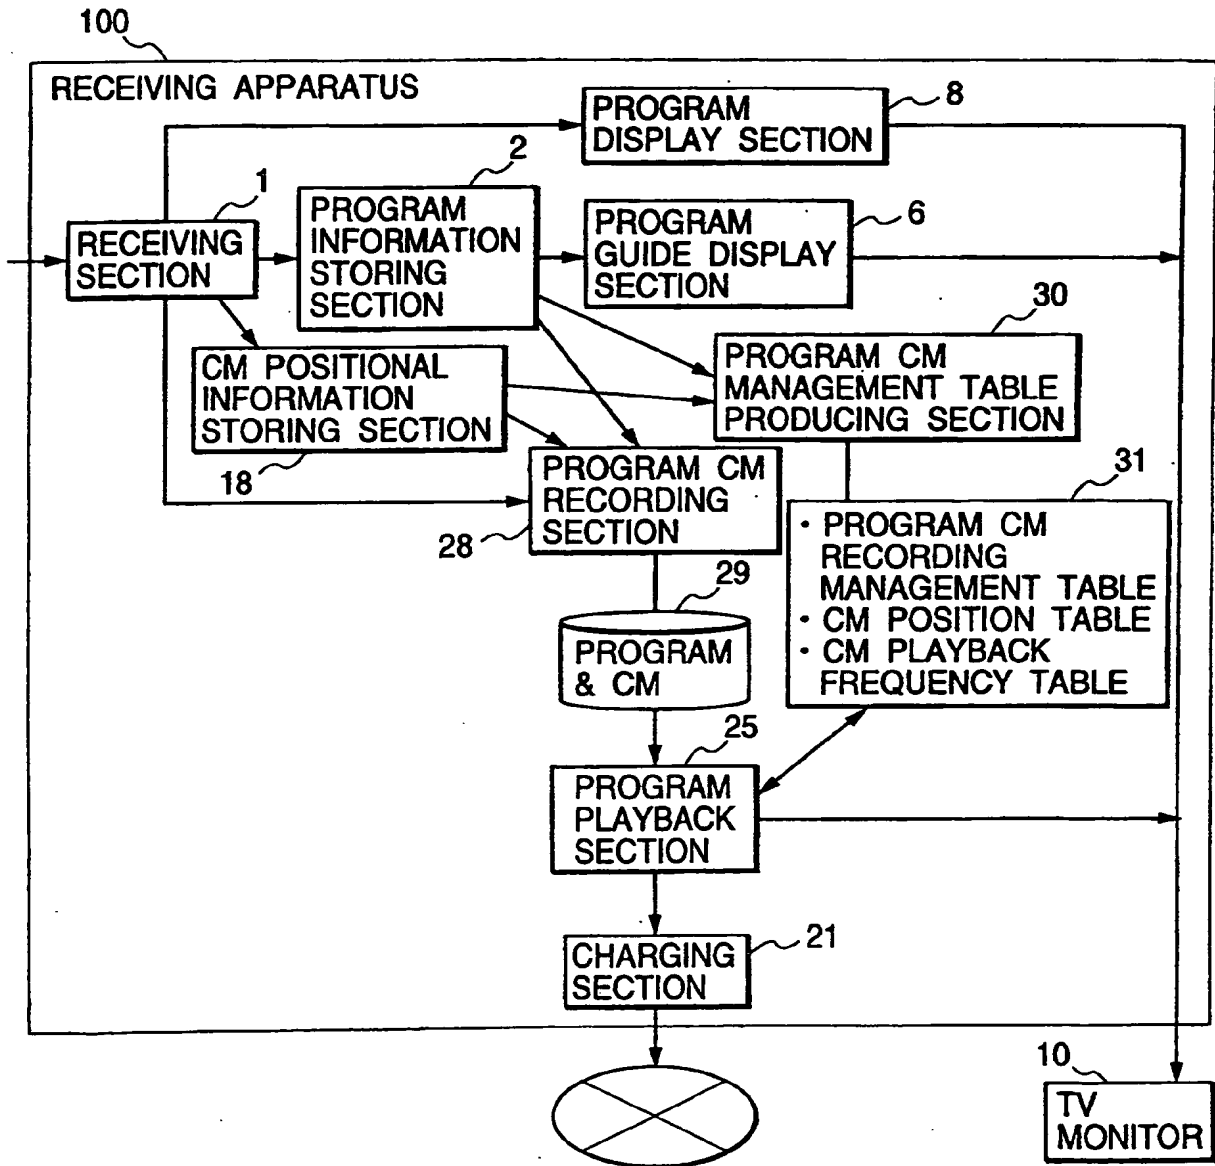 100
RECEIVING APPARATUS
PROGRAM
DISPLAY SECTION
8
2
1
PROGRAM
INFORMATION
STORING
SECTION
PROGRAM
GUIDE DISPLAY
SECTION
6
RECEIVING
SECTION
30
CM POSITIONAL
INFORMATION
STORING SECTION
18
PROGRAM CM
MANAGEMENT TABLE
PRODUCING SECTION
PROGRAM CM
RECORDING
SECTION
28
31
· PROGRAM CM
RECORDING
MANAGEMENT TABLE
· CM POSITION TABLE
· CM PLAYBACK
FREQUENCY TABLE
29
PROGRAM
& CM
25
PROGRAM
PLAYBACK
SECTION
CHARGING
SECTION
21
10
TV
MONITOR